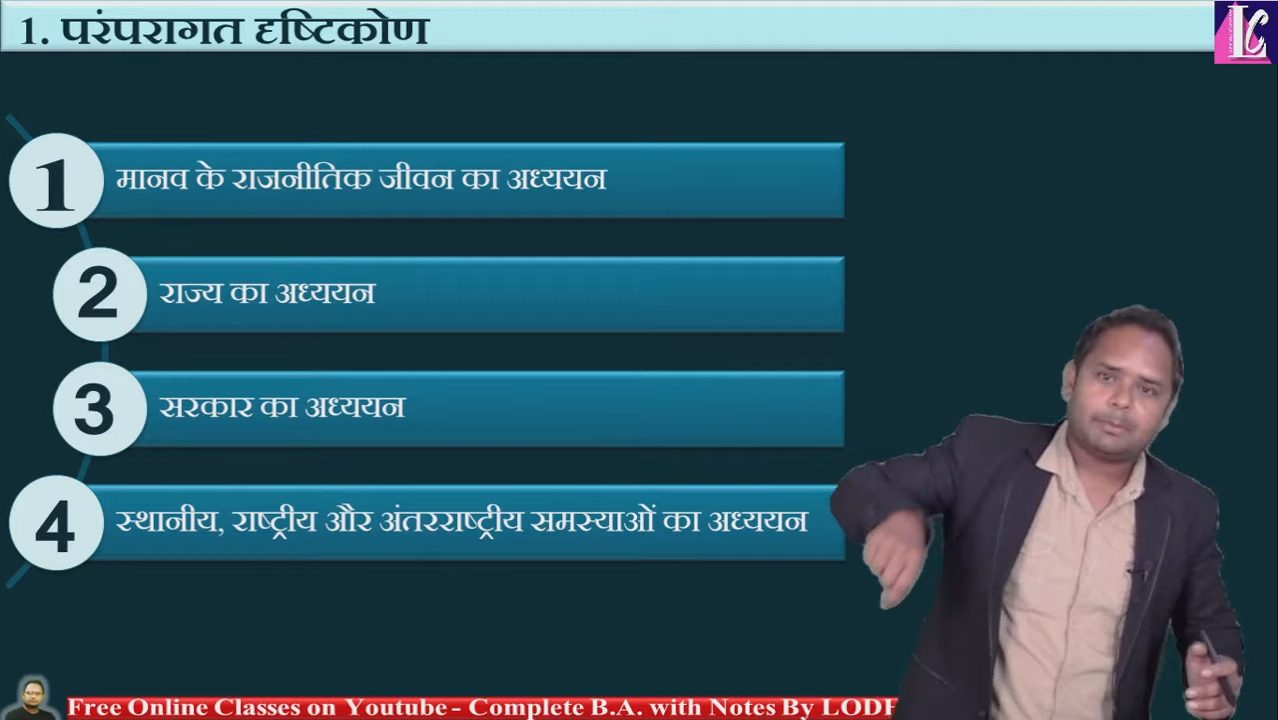 1. परंपरागत दृष्टिकोण
LC
1 मानव के राजनीतिक जीवन का अध्ययन
2 राज्य का अध्ययन
3 सरकार का अध्ययन
4 स्थानीय, राष्ट्रीय और अंतरराष्ट्रीय समस्याओं का अध्ययन
Free Online Classes on Youtube - Complete B.A. with Notes By